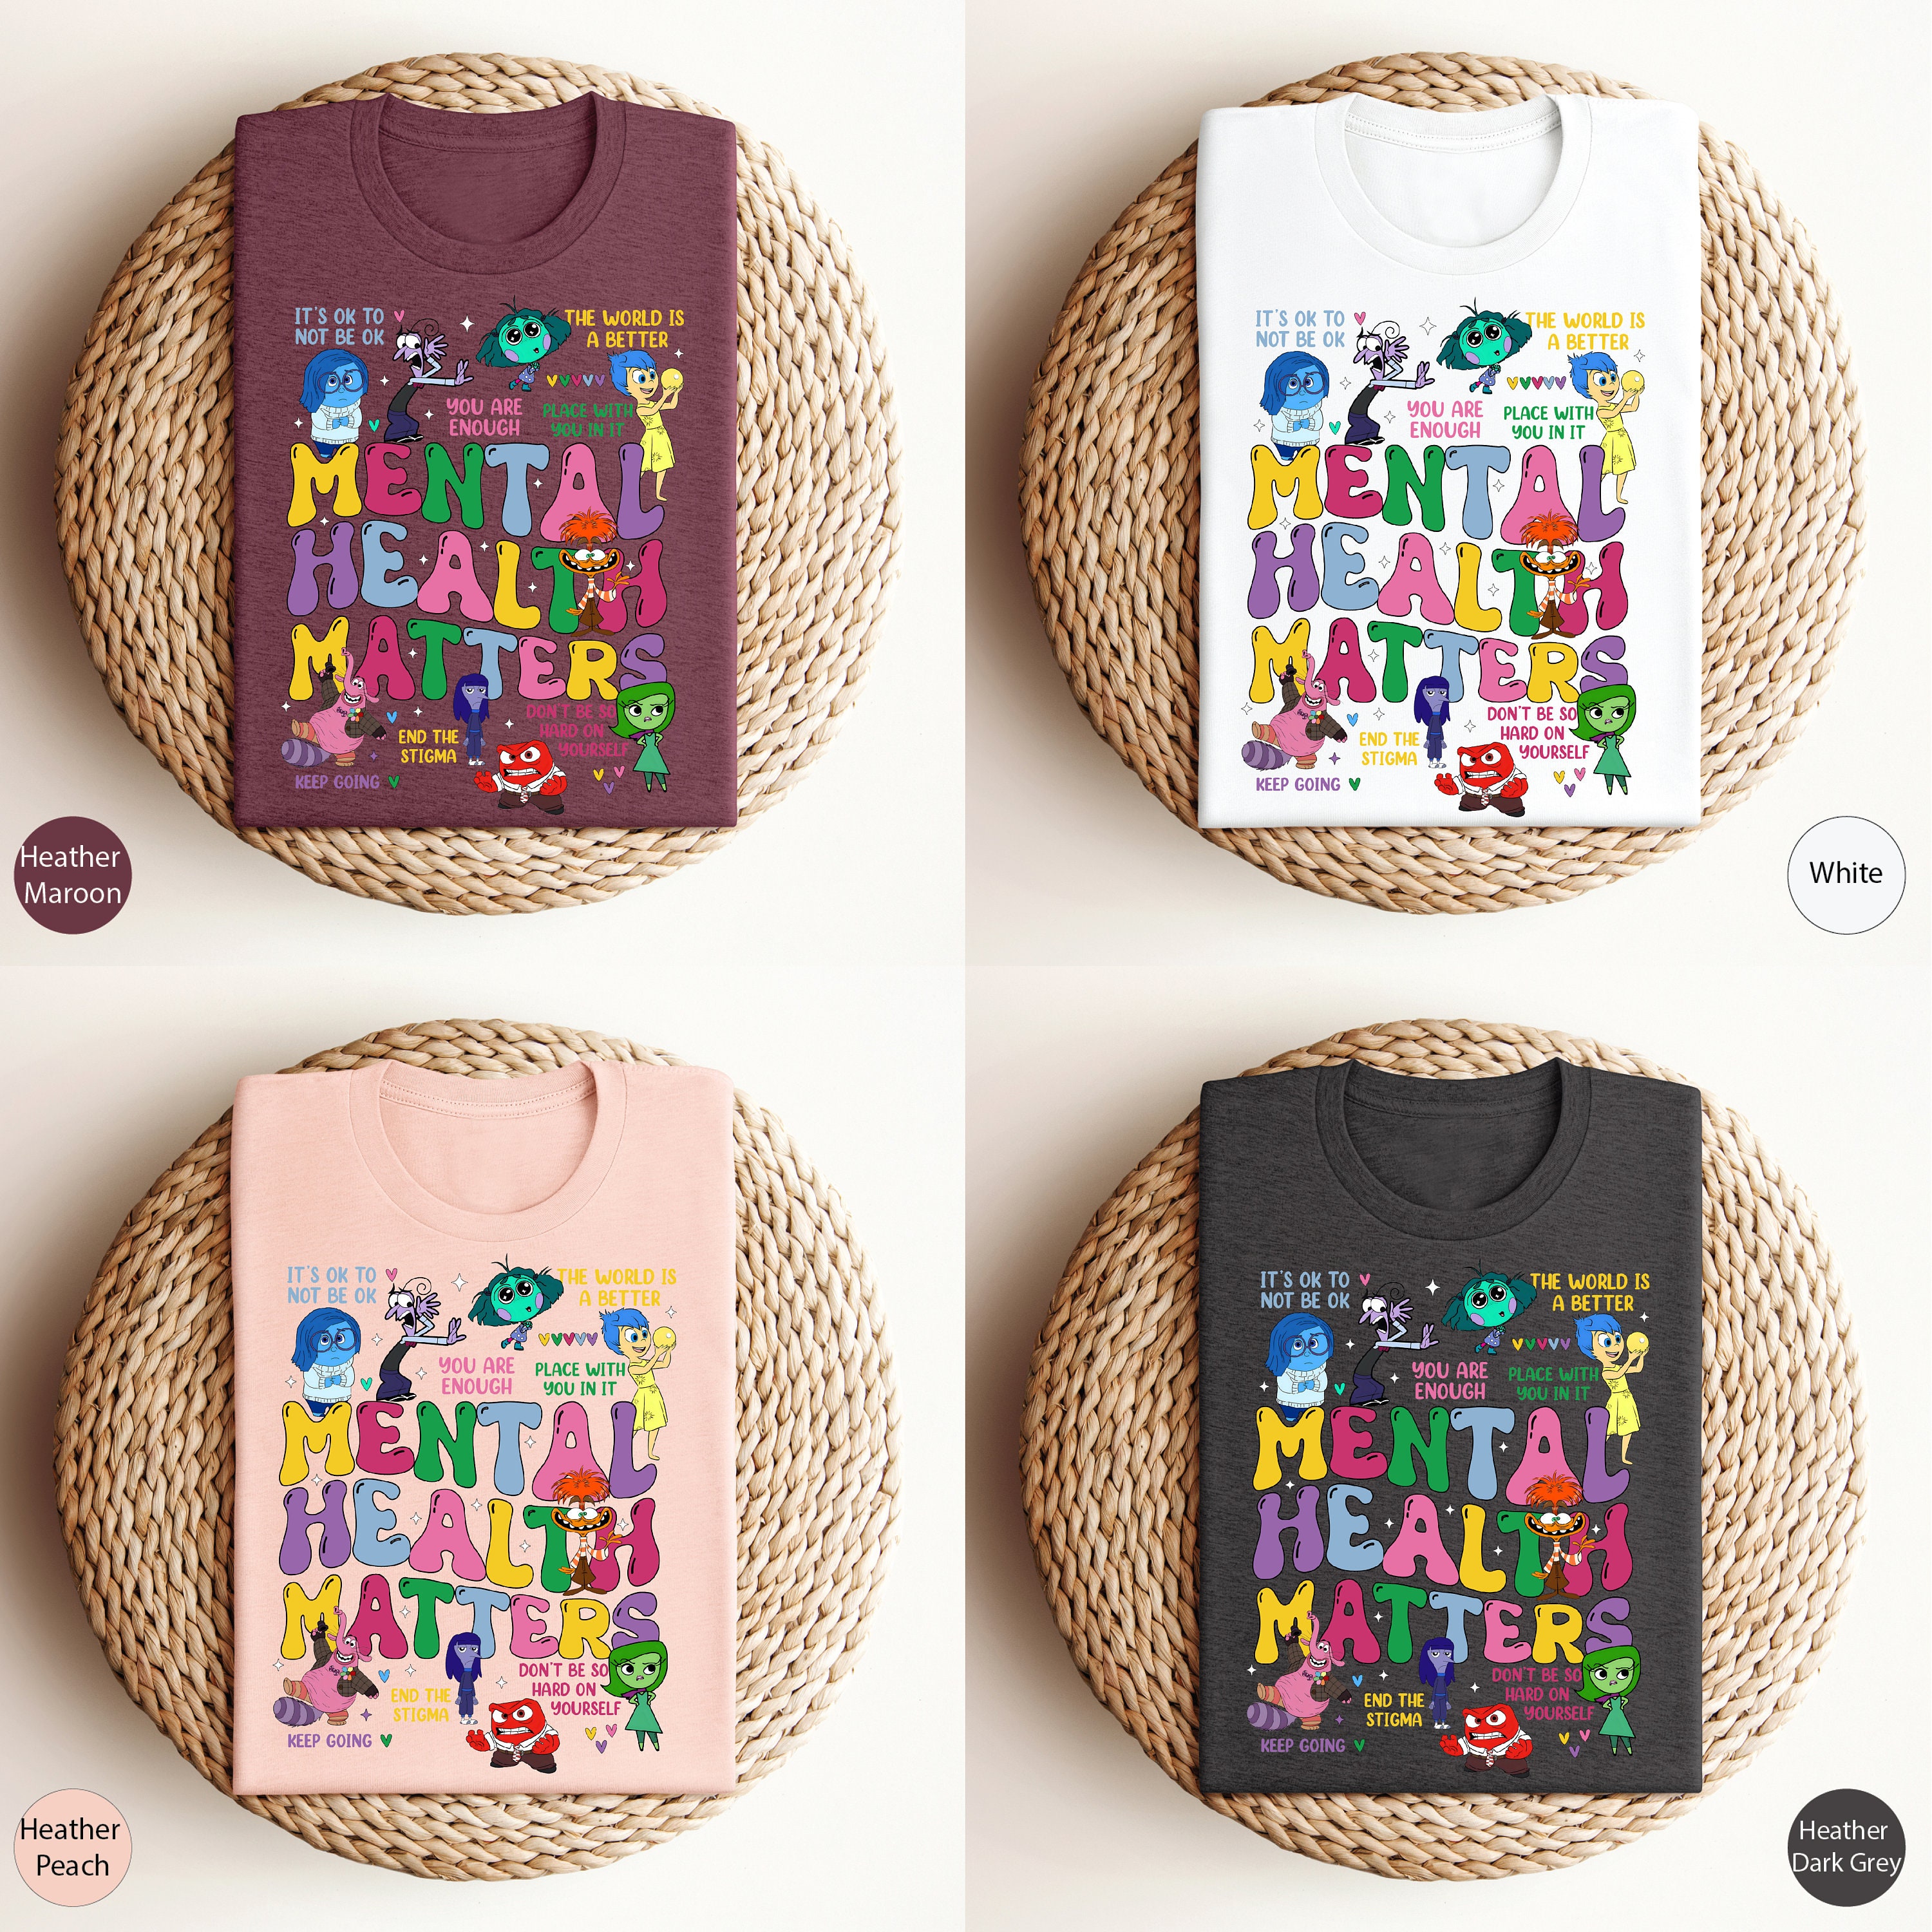 IT'S OK TO
NOT BE OK
THE WORLD IS
A BETTER
YOU ARE
ENOUGH
PLACE WITH
YOU IN IT
MENTAL
HEALTH
MATTERS
END THE
STIGMA
DON'T BE SO
HARD ON
YOURSELF
KEEP GOING
Heather
Maroon
IT'S OK TO
NOT BE OK
THE WORLD IS
A BETTER
YOU ARE
ENOUGH
PLACE WITH
YOU IN IT
MENTAL
HEALTH
MATTERS
END THE
STIGMA
DON'T BE SO
HARD ON
YOURSELF
KEEP GOING
White
IT'S OK TO
NOT BE OK
THE WORLD IS
A BETTER
YOU ARE
ENOUGH
PLACE WITH
YOU IN IT
MENTAL
HEALTH
MATTERS
END THE
STIGMA
DON'T BE SO
HARD ON
YOURSELF
KEEP GOING
Heather
Peach
IT'S OK TO
NOT BE OK
THE WORLD IS
A BETTER
YOU ARE
ENOUGH
PLACE WITH
YOU IN IT
MENTAL
HEALTH
MATTERS
END THE
STIGMA
DON'T BE SO
HARD ON
YOURSELF
KEEP GOING
Heather
Dark Grey